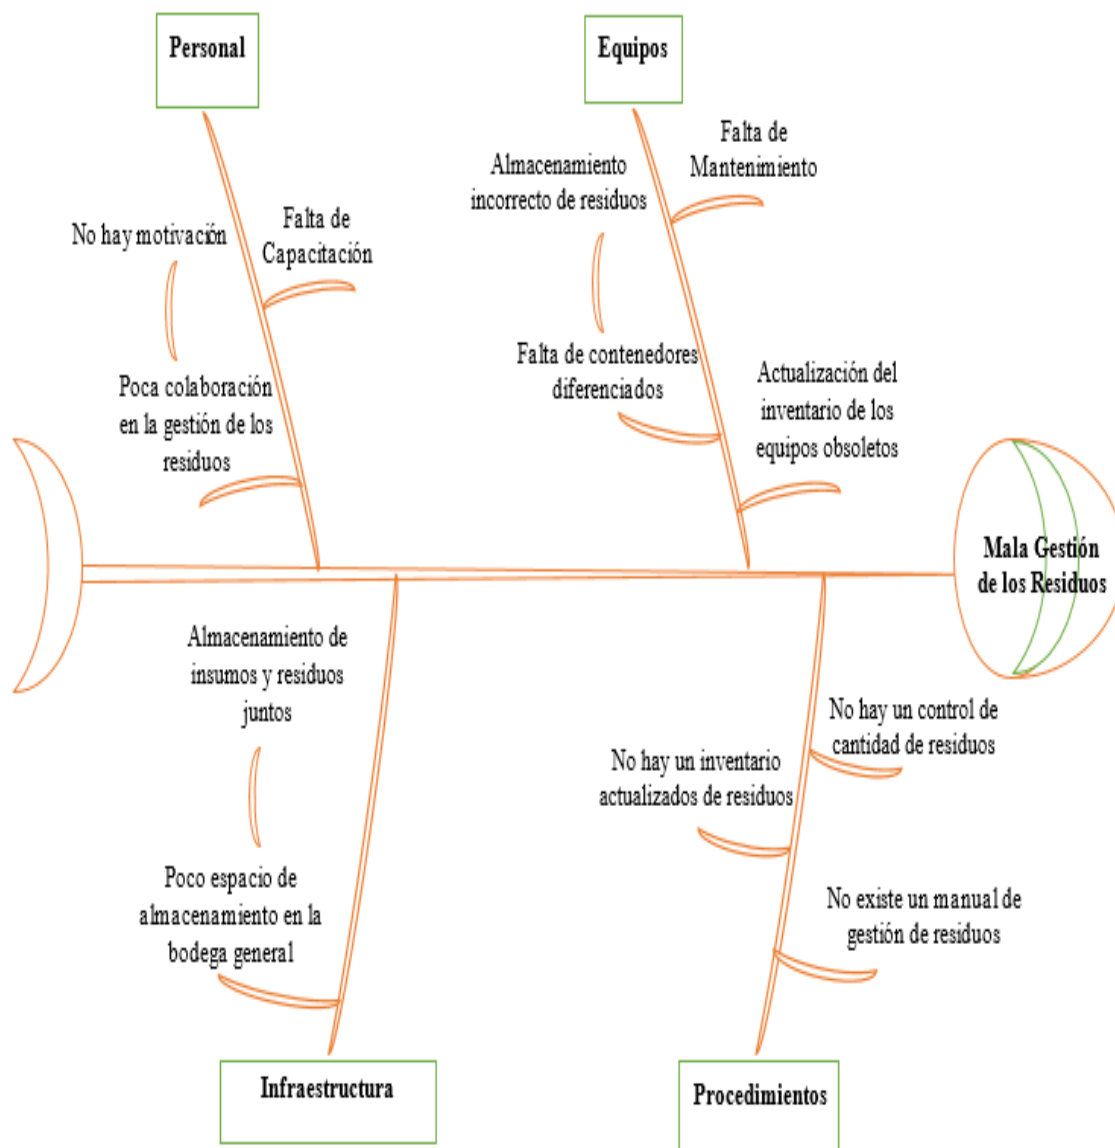 Personal
Equipos
Falta de
Mantenimiento
Almacenamiento
incorrecto de residuos
No hay motivación
Falta de
Capacitación
Poca colaboración
en la gestión de los
residuos
Falta de contenedores
diferenciados
Actualización del
inventario de los
equipos obsoletos
Mala Gestión
de los Residuos
Almacenamiento de
insumos y residuos
juntos
Poco espacio de
almacenamiento en la
bodega general
No hay un control de
cantidad de residuos
No hay un inventario
actualizados de residuos
No existe un manual de
gestión de residuos
Infraestructura
Procedimientos